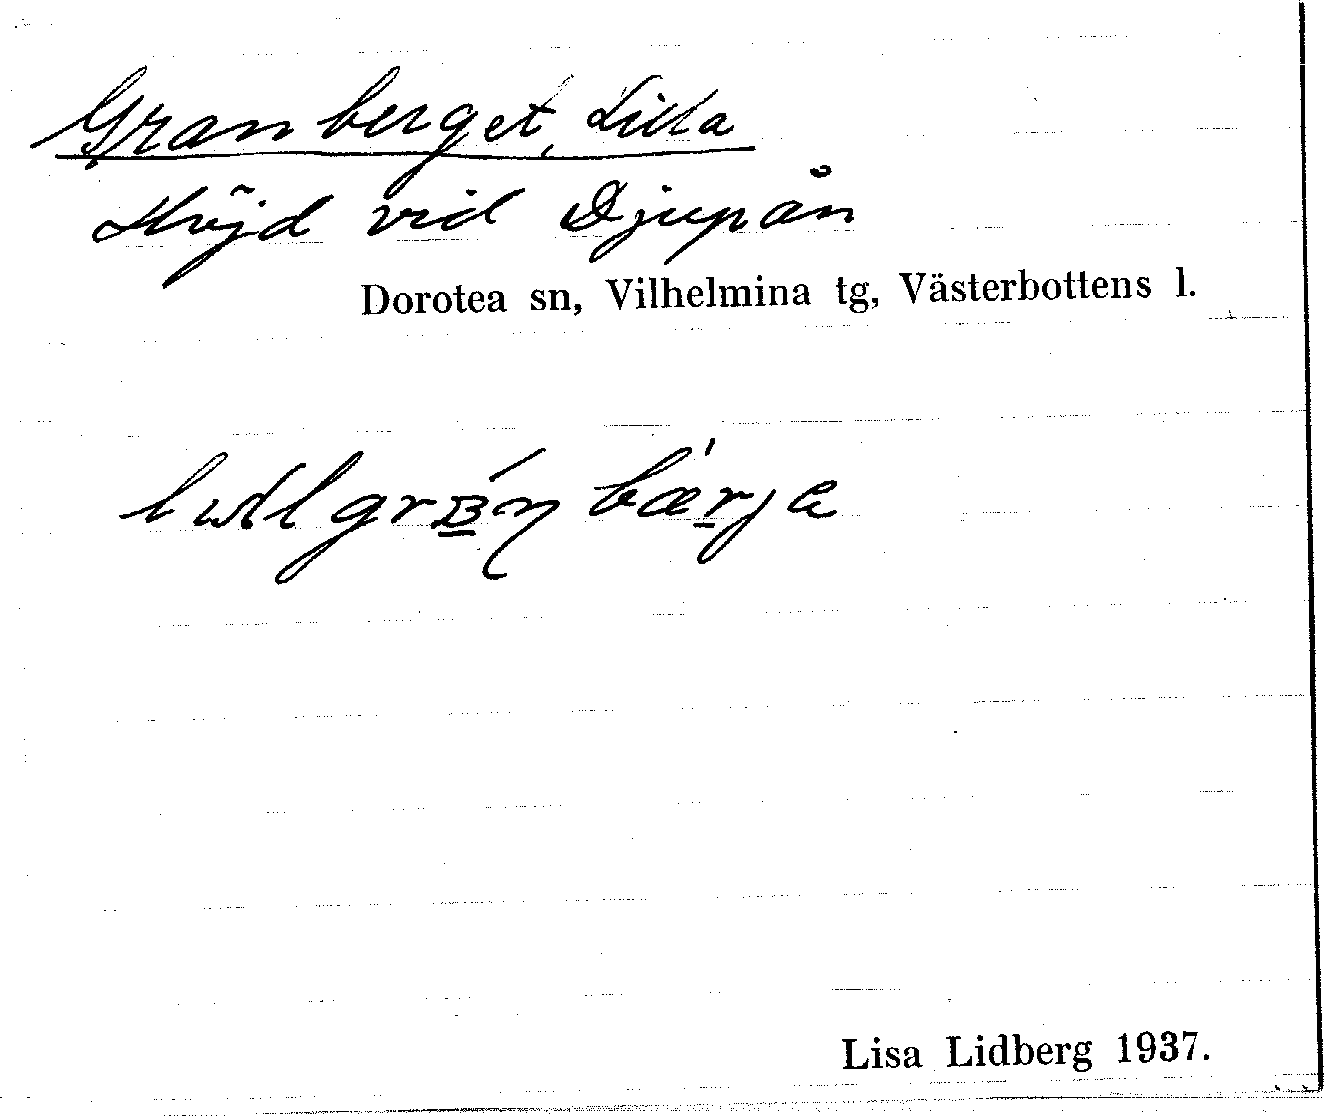 Granberget, Lilla
Höjd vid Djupån
Dorotea sn, Vilhelmina tg, Västerbottens l.
Lisa Lidberg 1937.